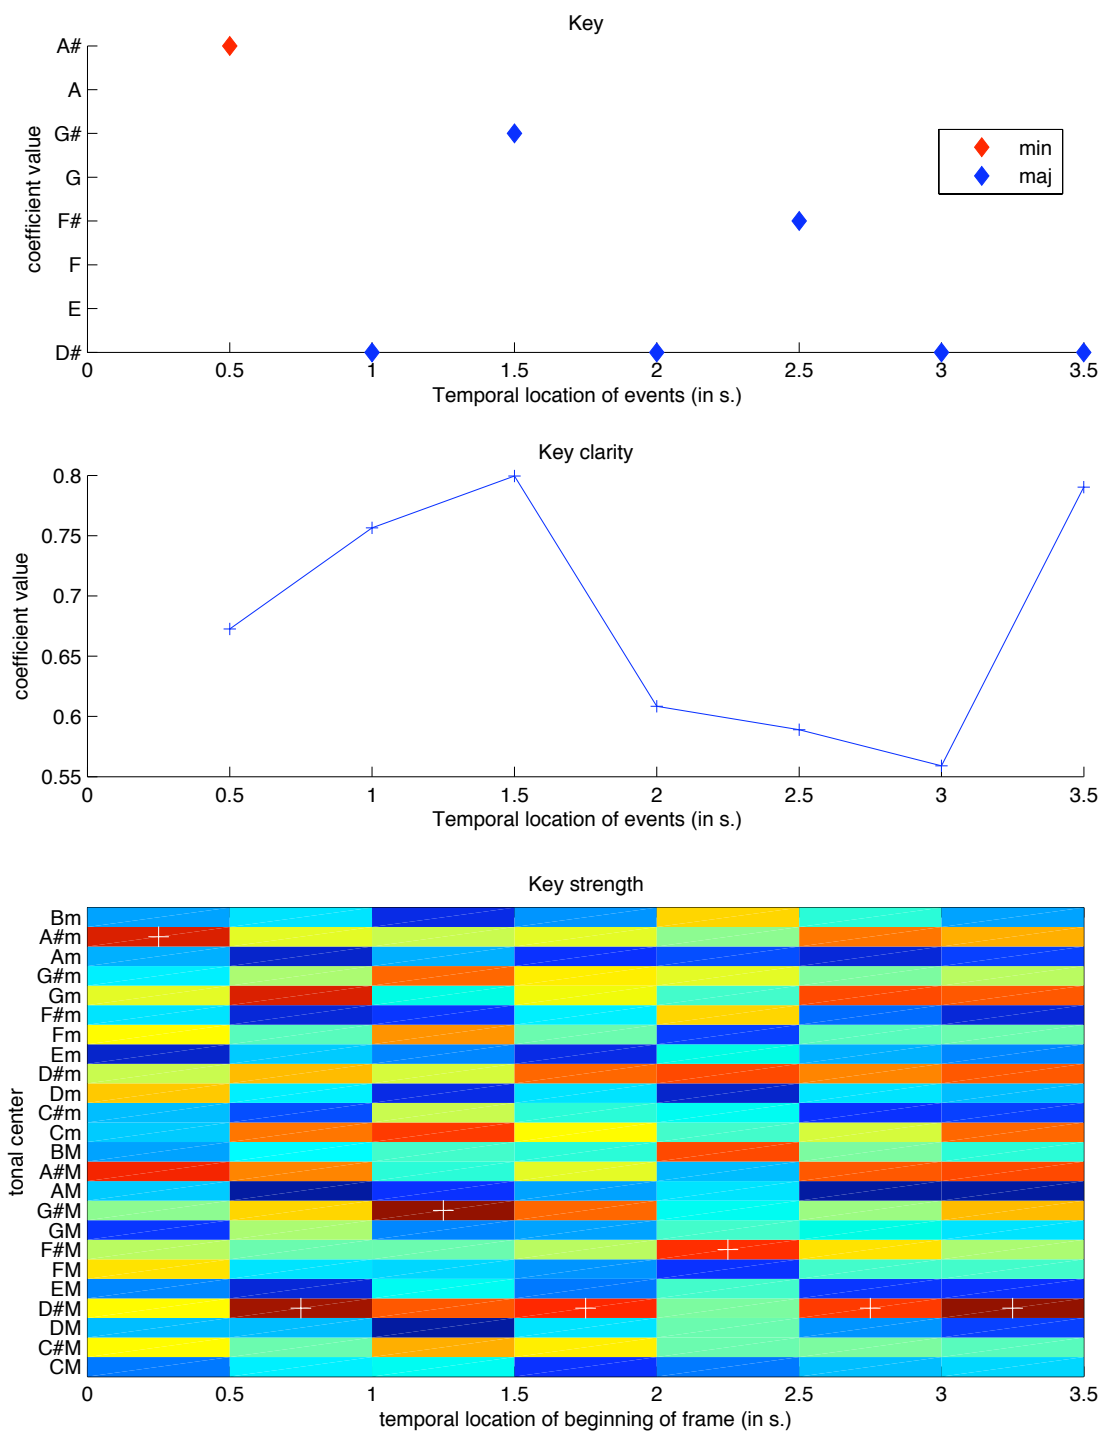 Key
A#
A
G#
G
F#
F
E
D#
coefficient value
min
maj
0 0.5 1 1.5 2 2.5 3 3.5
Temporal location of events (in s.)
Key clarity
0.8
0.75
0.7
0.65
0.6
0.55
coefficient value
0 0.5 1 1.5 2 2.5 3 3.5
Temporal location of events (in s.)
Key strength
Bm
A#m
Am
G#m
Gm
F#m
Fm
Em
D#m
Dm
C#m
Cm
BM
A#M
AM
G#M
GM
F#M
FM
EM
D#M
DM
C#M
CM
tonal center
0 0.5 1 1.5 2 2.5 3 3.5
temporal location of beginning of frame (in s.)